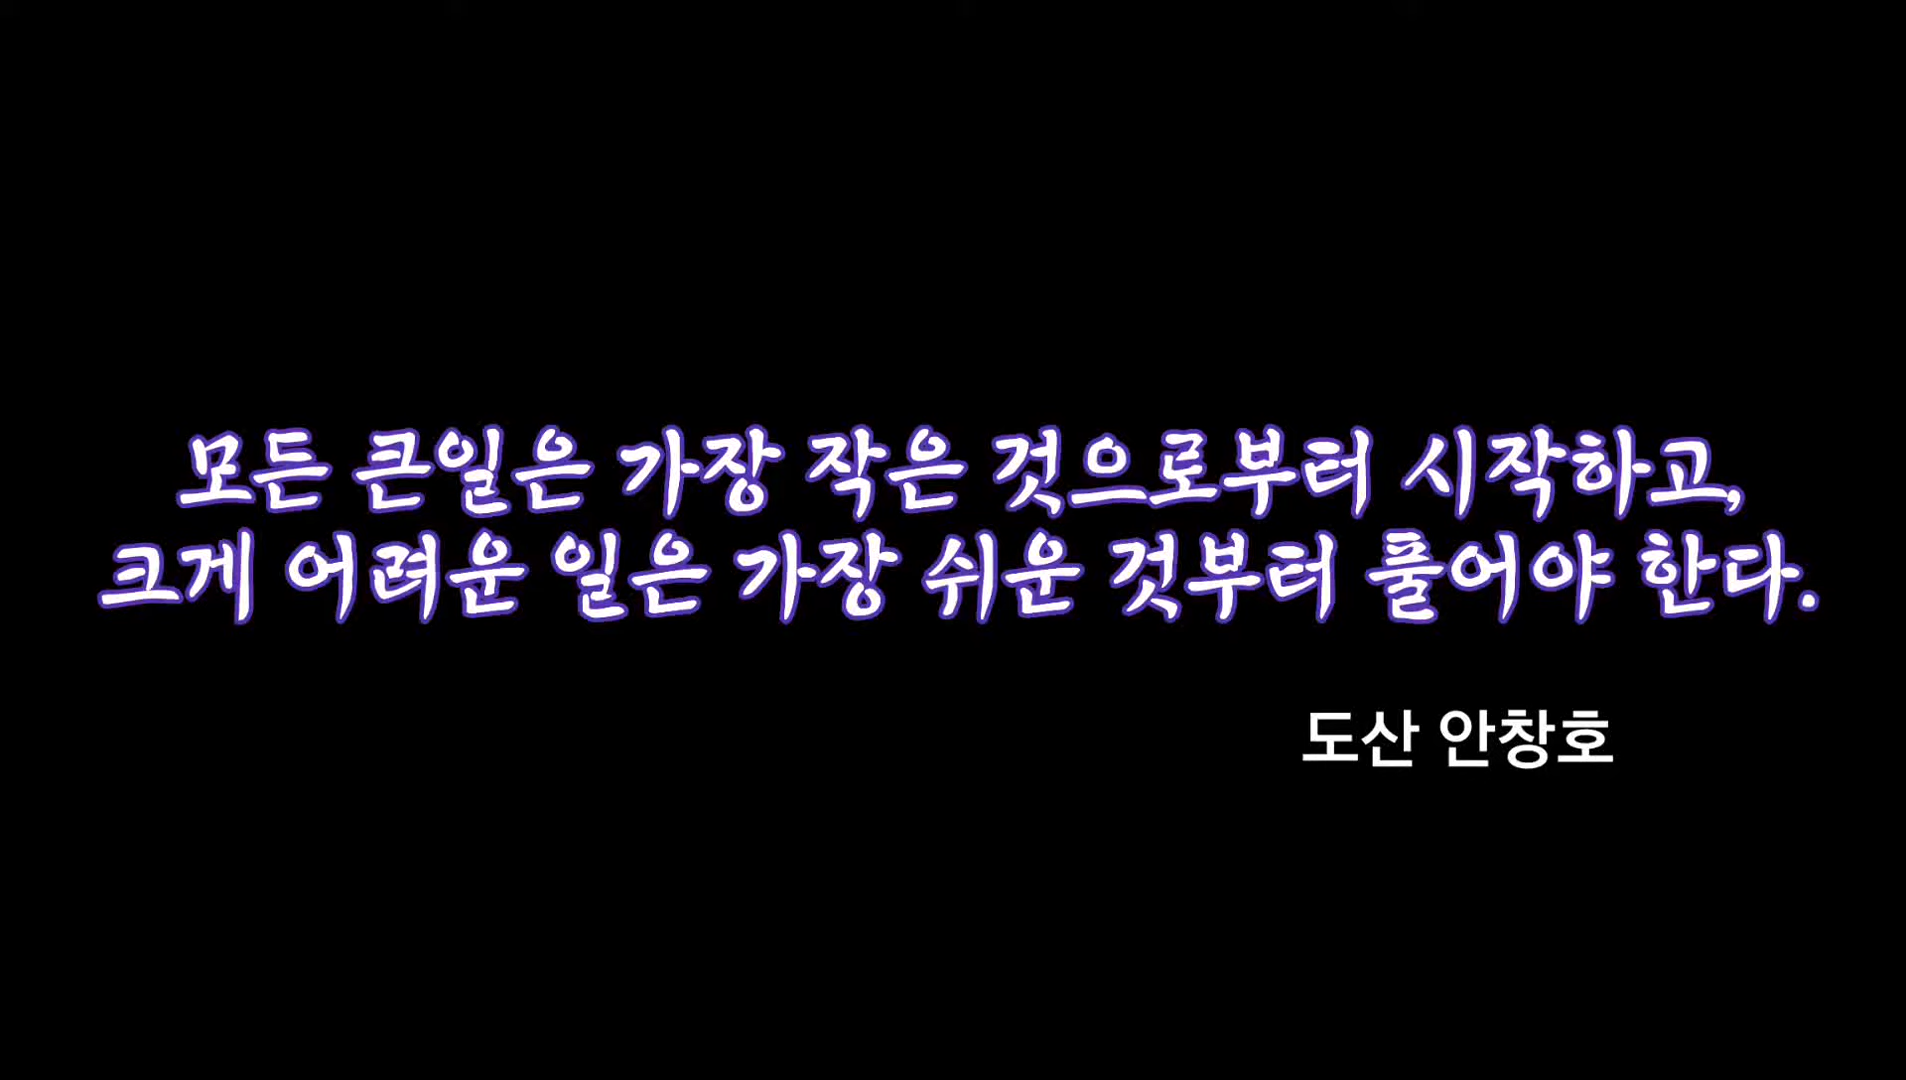 모든 큰일은 가장 작은 것으로부터 시작하고,
크게 어려운 일은 가장 쉬운 것부터 풀어야 한다.
도산 안창호